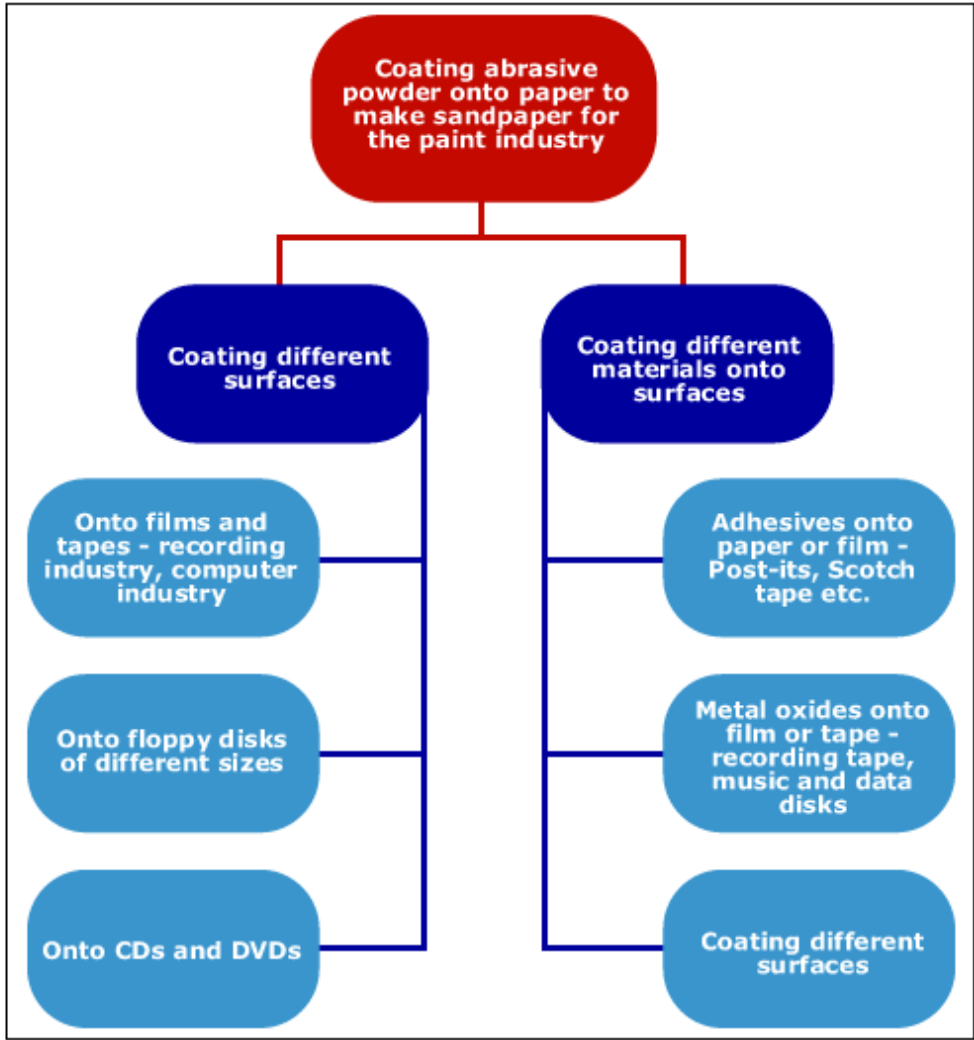 Coating abrasive
powder onto paper to
make sandpaper for
the paint industry
Coating different
surfaces
Coating different
materials onto
surfaces
Onto films and
tapes - recording
industry, computer
industry
Adhesives onto
paper or film -
Post-its, Scotch
tape etc.
Onto floppy disks
of different sizes
Metal oxides onto
film or tape -
recording tape,
music and data
disks
Onto CDs and DVDs
Coating different
surfaces